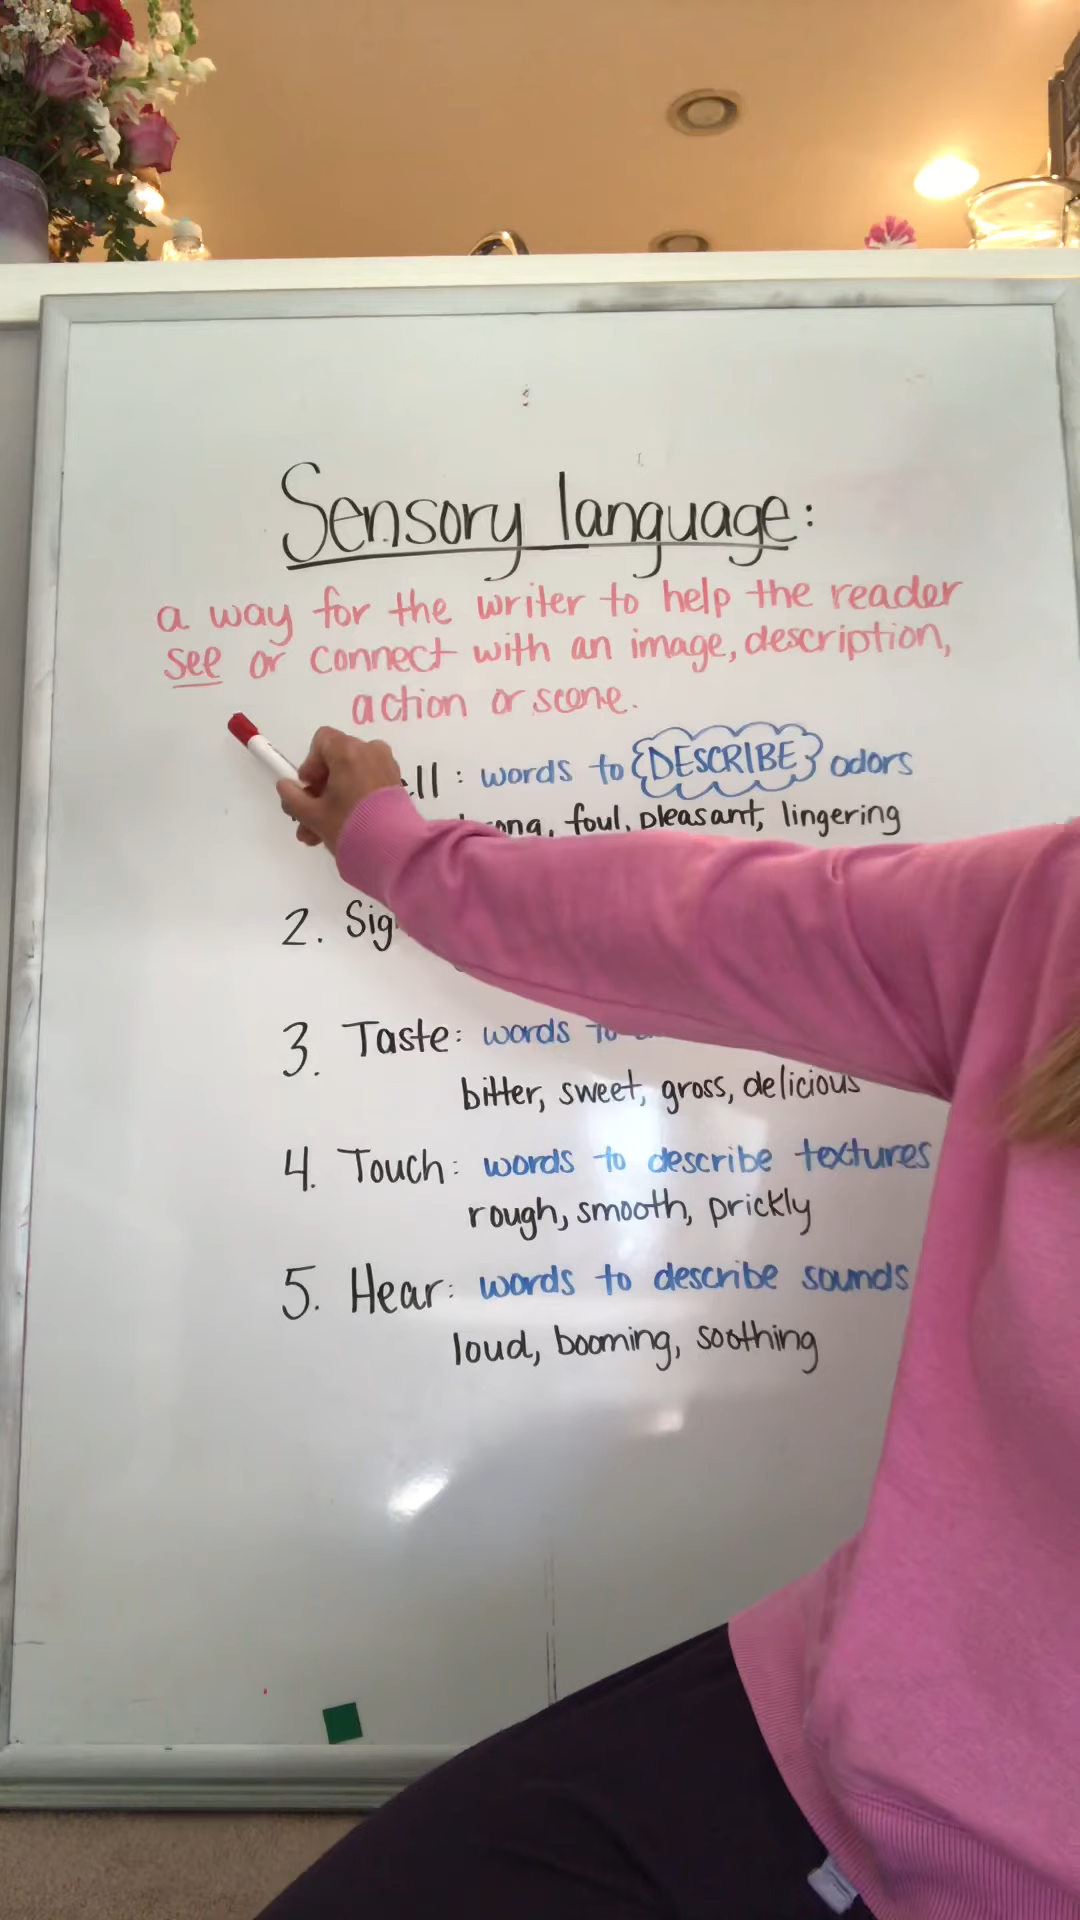 Sensory language:
a way for the writer to help the reader
see or connect with an image, description,
action or scene.
: words to {DESCRIBE} odors
foul, pleasant, lingering
2.
3. Taste: words to
bitter, sweet, gross, delicious
4. Touch: words to describe textures
rough, smooth, prickly
5. Hear: words to describe sounds
loud, booming, soothing